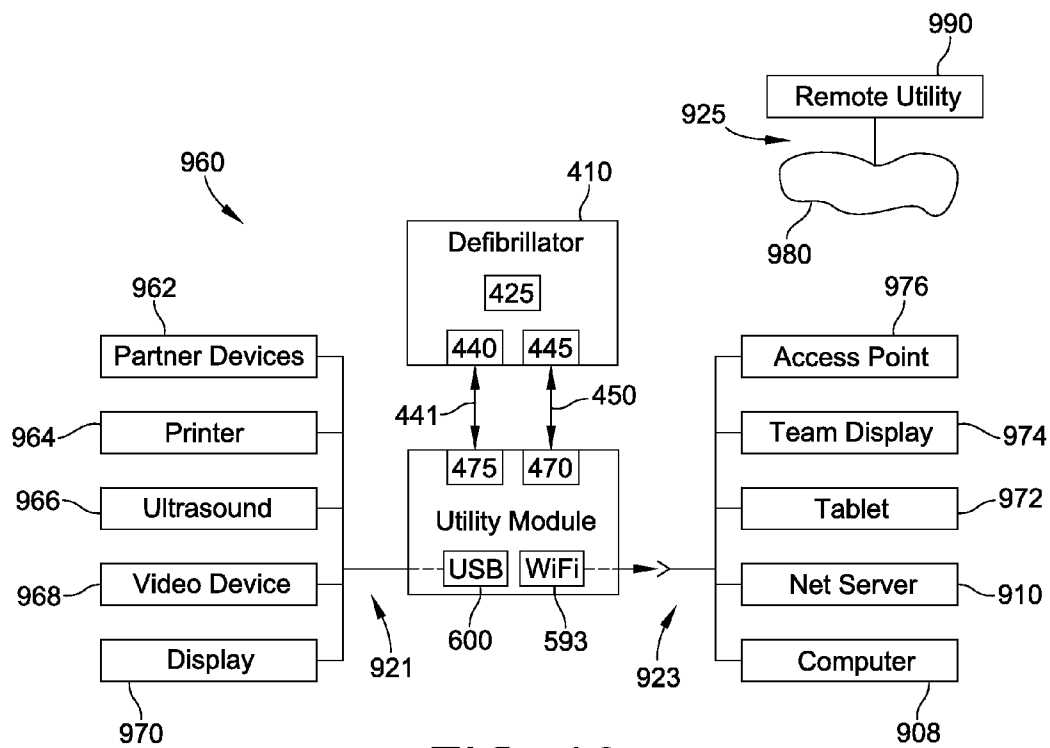 990
Remote Utility
925
960
410
980
Defibrillator
425
962
976
Partner Devices
440
445
Access Point
441
450
964
Printer
Team Display
974
475
470
966
Ultrasound
Utility Module
Tablet
972
968
Video Device
USB
WiFi
Net Server
910
600
593
921
923
Display
Computer
970
908